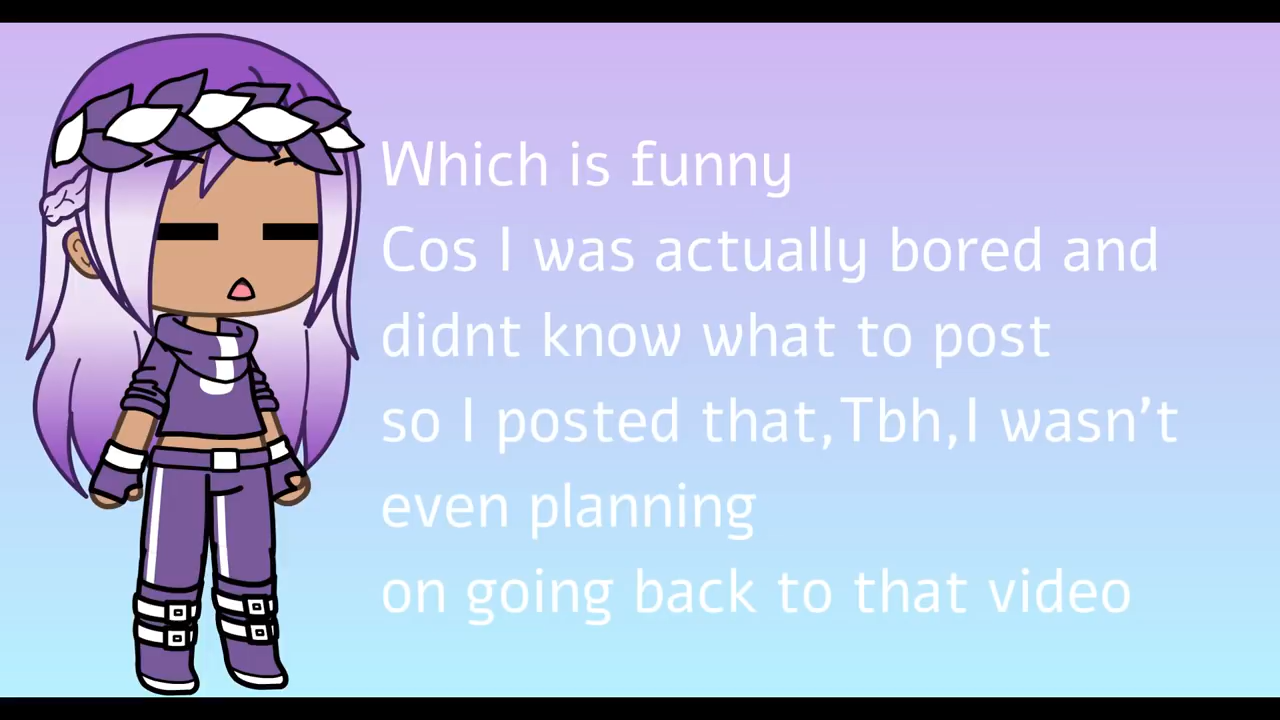 Which is funny
Cos I was actually bored and
didnt know what to post
so I posted that,Tbh,I wasn't
even planning
on going back to that video